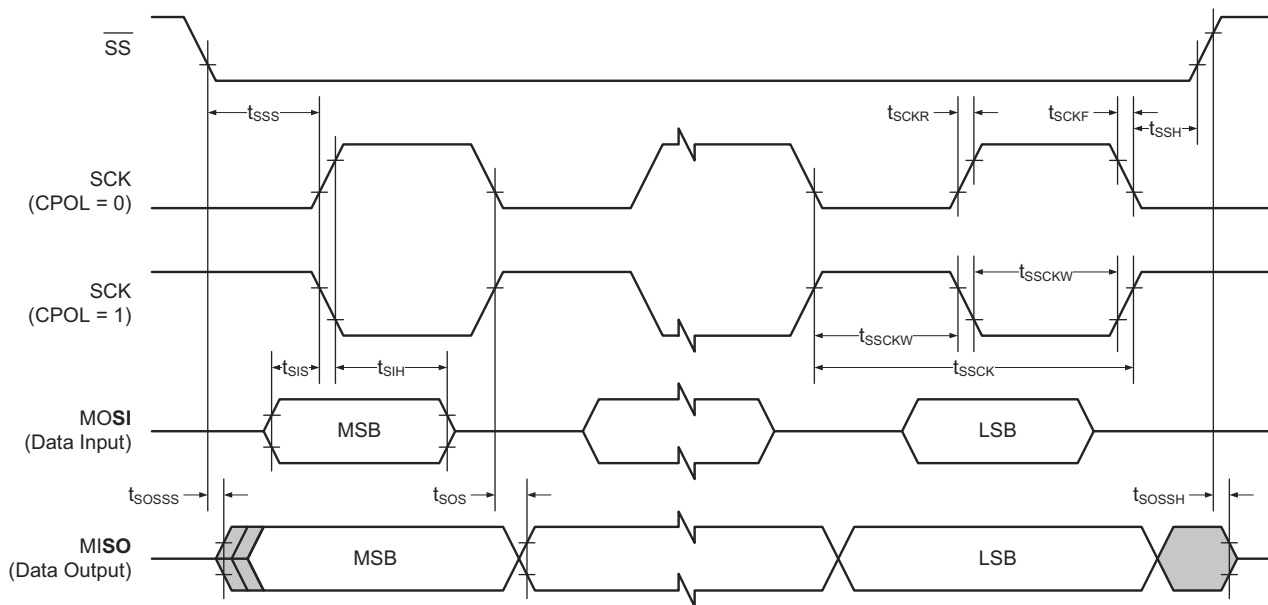 SS
tSSS
tSCKR
tSCKF
tSSH
SCK
(CPOL = 0)
SCK
(CPOL = 1)
tSSCKW
tSSCKW
tSIS
tSIH
tSSCK
MOSI
(Data Input)
MSB
LSB
tSOSSS
tSOS
tSOSSH
MISO
(Data Output)
MSB
LSB